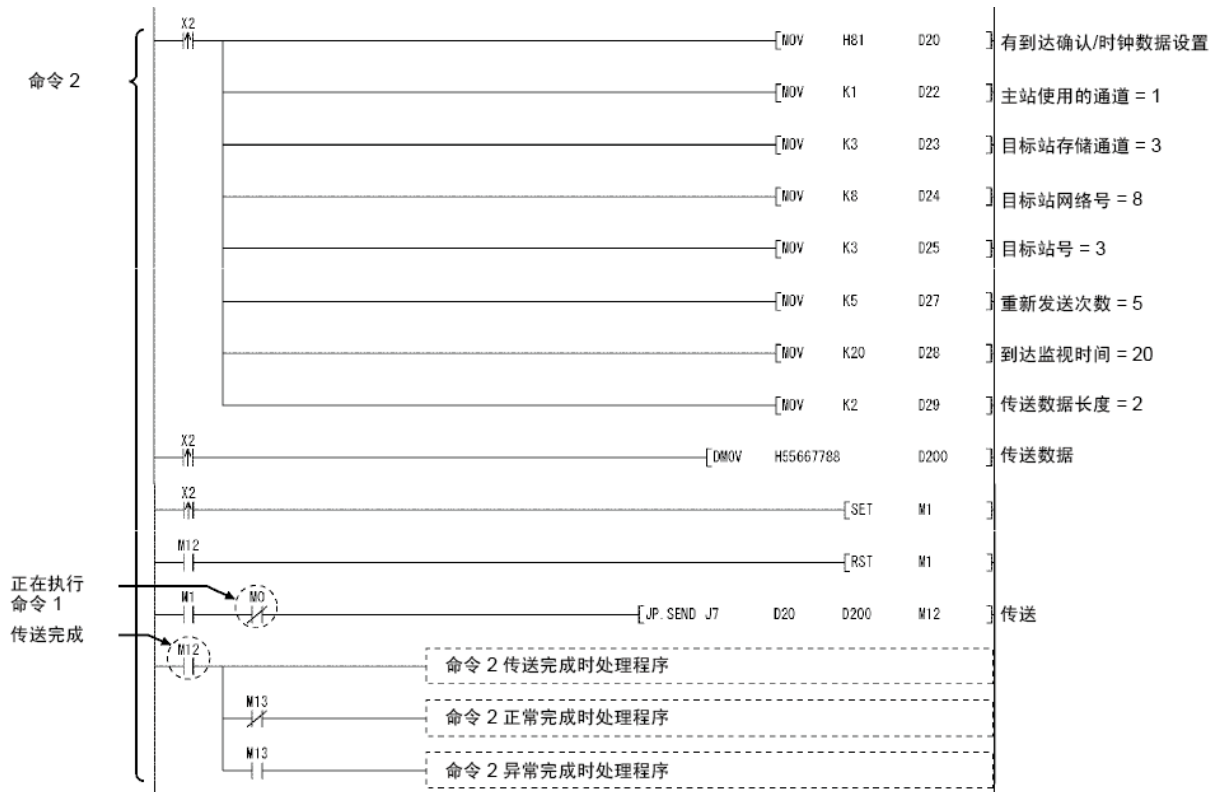 X2
[MOV H81 D20] 有到达确认/时钟数据设置
命令 2
[MOV K1 D22] 主站使用的通道 = 1
[MOV K3 D23] 目标站存储通道 = 3
[MOV K8 D24] 目标站网络号 = 8
[MOV K3 D25] 目标站号 = 3
[MOV K5 D27] 重新发送次数 = 5
[MOV K20 D28] 到达监视时间 = 20
[MOV K2 D29] 传送数据长度 = 2
X2
[DMOV H55667788 D200] 传送数据
X2
[SET M1]
M12
[RST M1]
正在执行
命令 1
M1 M0
[JP.SEND J7 D20 D200 M12] 传送
传送完成
M12
命令 2 传送完成时处理程序
M13
命令 2 正常完成时处理程序
M13
命令 2 异常完成时处理程序